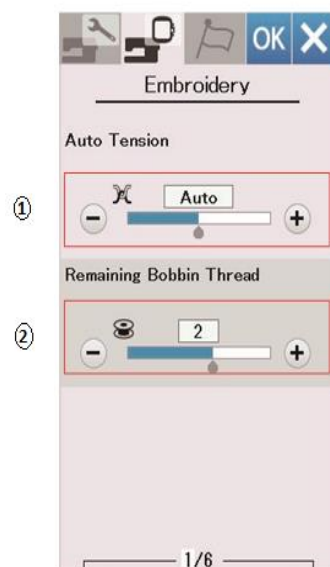 OK X
Embroidery
Auto Tension
① Auto
− +
Remaining Bobbin Thread
② 2
− +
1/6